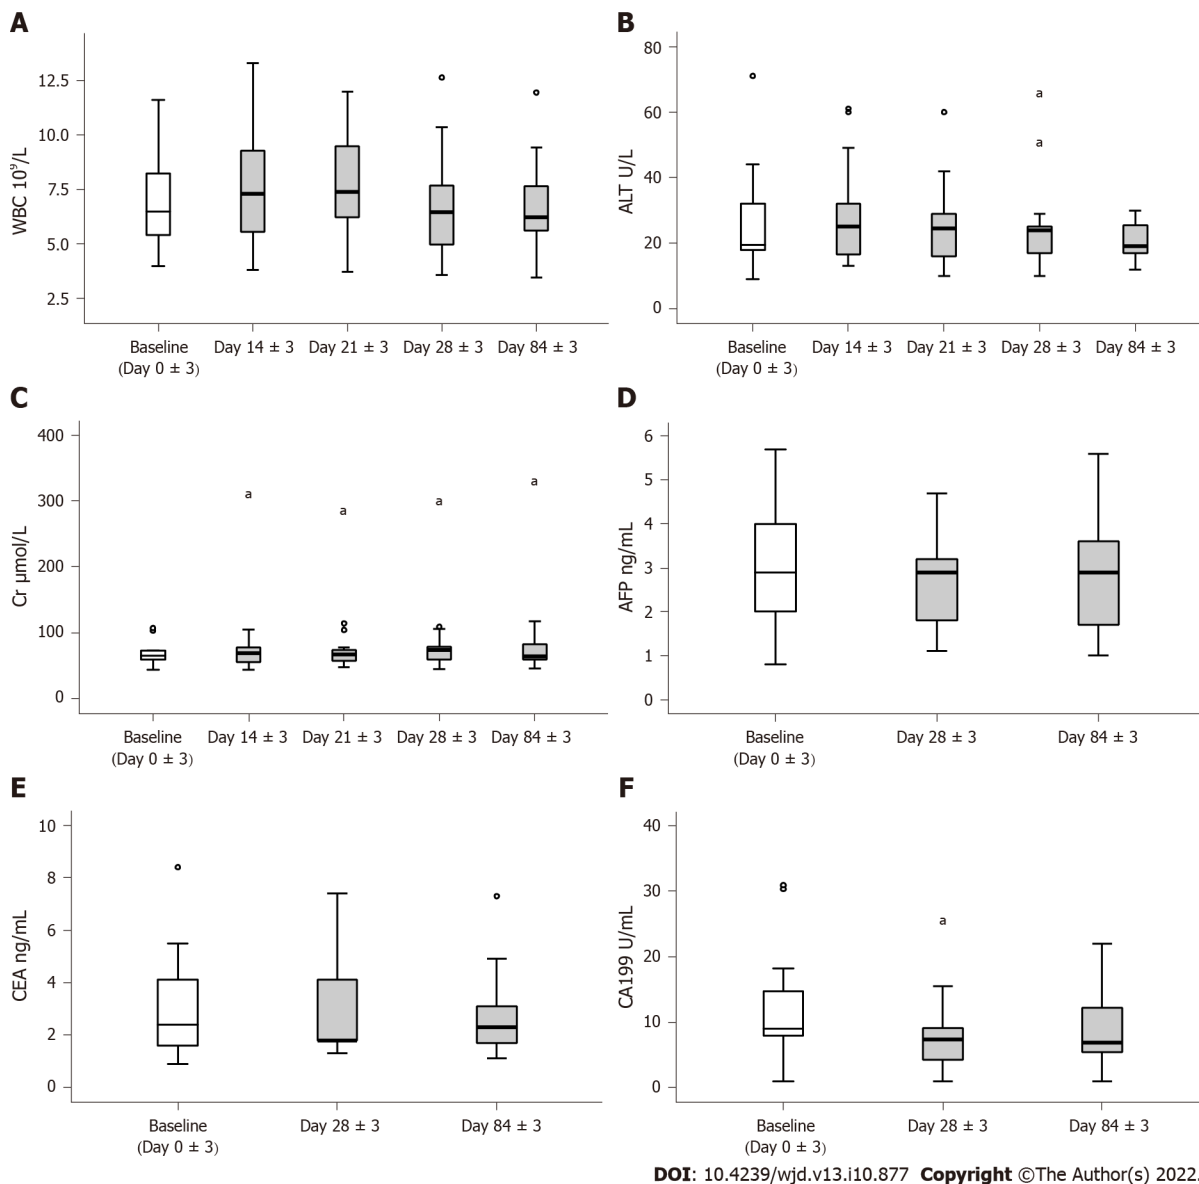 A
WBC 10⁹/L
12.5
10.0
7.5
5.0
2.5
Baseline
(Day 0 ± 3)
Day 14 ± 3
Day 21 ± 3
Day 28 ± 3
Day 84 ± 3
B
ALT U/L
80
60
40
20
0
a
a
Baseline
(Day 0 ± 3)
Day 14 ± 3
Day 21 ± 3
Day 28 ± 3
Day 84 ± 3
C
Cr µmol/L
400
300
200
100
0
a
a
a
a
Baseline
(Day 0 ± 3)
Day 14 ± 3
Day 21 ± 3
Day 28 ± 3
Day 84 ± 3
D
AFP ng/mL
6
5
4
3
2
1
0
Baseline
(Day 0 ± 3)
Day 28 ± 3
Day 84 ± 3
E
CEA ng/mL
10
8
6
4
2
0
Baseline
(Day 0 ± 3)
Day 28 ± 3
Day 84 ± 3
F
CA199 U/mL
40
30
20
10
0
a
Baseline
(Day 0 ± 3)
Day 28 ± 3
Day 84 ± 3
DOI: 10.4239/wjd.v13.i10.877 Copyright ©The Author(s) 2022.